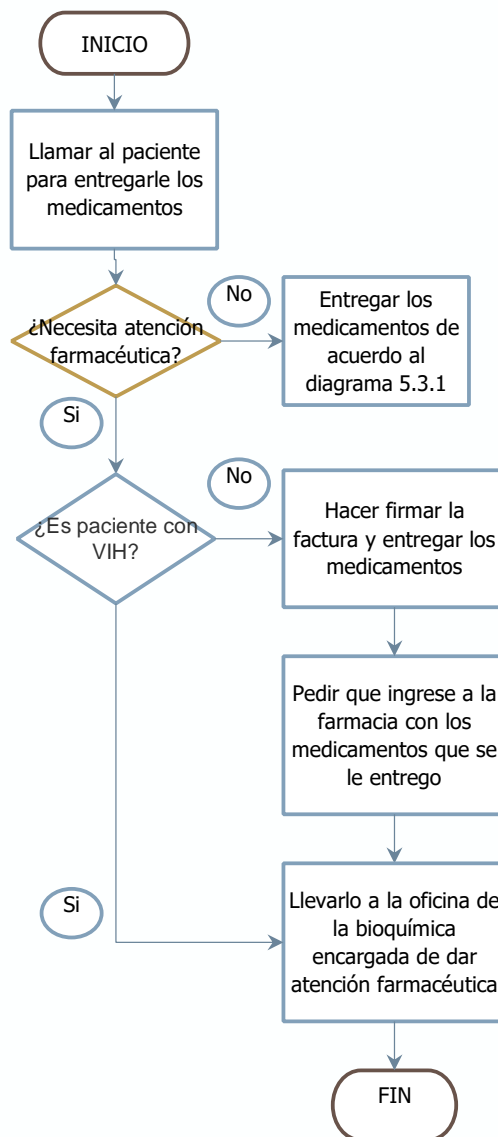 INICIO
Llamar al paciente
para entregarle los
medicamentos
¿Necesita atención
farmacéutica?
No
Entregar los
medicamentos de
acuerdo al
diagrama 5.3.1
Si
¿Es paciente con
VIH?
No
Hacer firmar la
factura y entregar los
medicamentos
Pedir que ingrese a la
farmacia con los
medicamentos que se
le entrego
Si
Llevarlo a la oficina de
la bioquímica
encargada de dar
atención farmacéutica
FIN